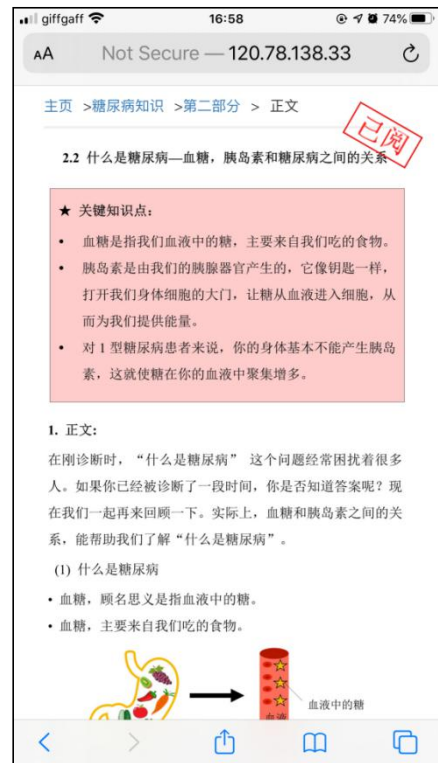 giffgaff 16:58 74%
AA Not Secure — 120.78.138.33
主页 >糖尿病知识 >第二部分 > 正文
已阅
2.2 什么是糖尿病—血糖，胰岛素和糖尿病之间的关系
★ 关键知识点：
• 血糖是指我们血液中的糖，主要来自我们吃的食物。
• 胰岛素是由我们的胰腺器官产生的，它像钥匙一样，
打开我们身体细胞的大门，让糖从血液进入细胞，从
而为我们提供能量。
• 对 1 型糖尿病患者来说，你的身体基本不能产生胰岛
素，这就使糖在你的血液中聚集增多。
1. 正文:
在刚诊断时，“什么是糖尿病” 这个问题经常困扰着很多
人。如果你已经被诊断了一段时间，你是否知道答案呢？现
在我们一起再来回顾一下。实际上，血糖和胰岛素之间的关
系，能帮助我们了解“什么是糖尿病”。
(1) 什么是糖尿病
• 血糖，顾名思义是指血液中的糖。
• 血糖，主要来自我们吃的食物。
血液中的糖
血液